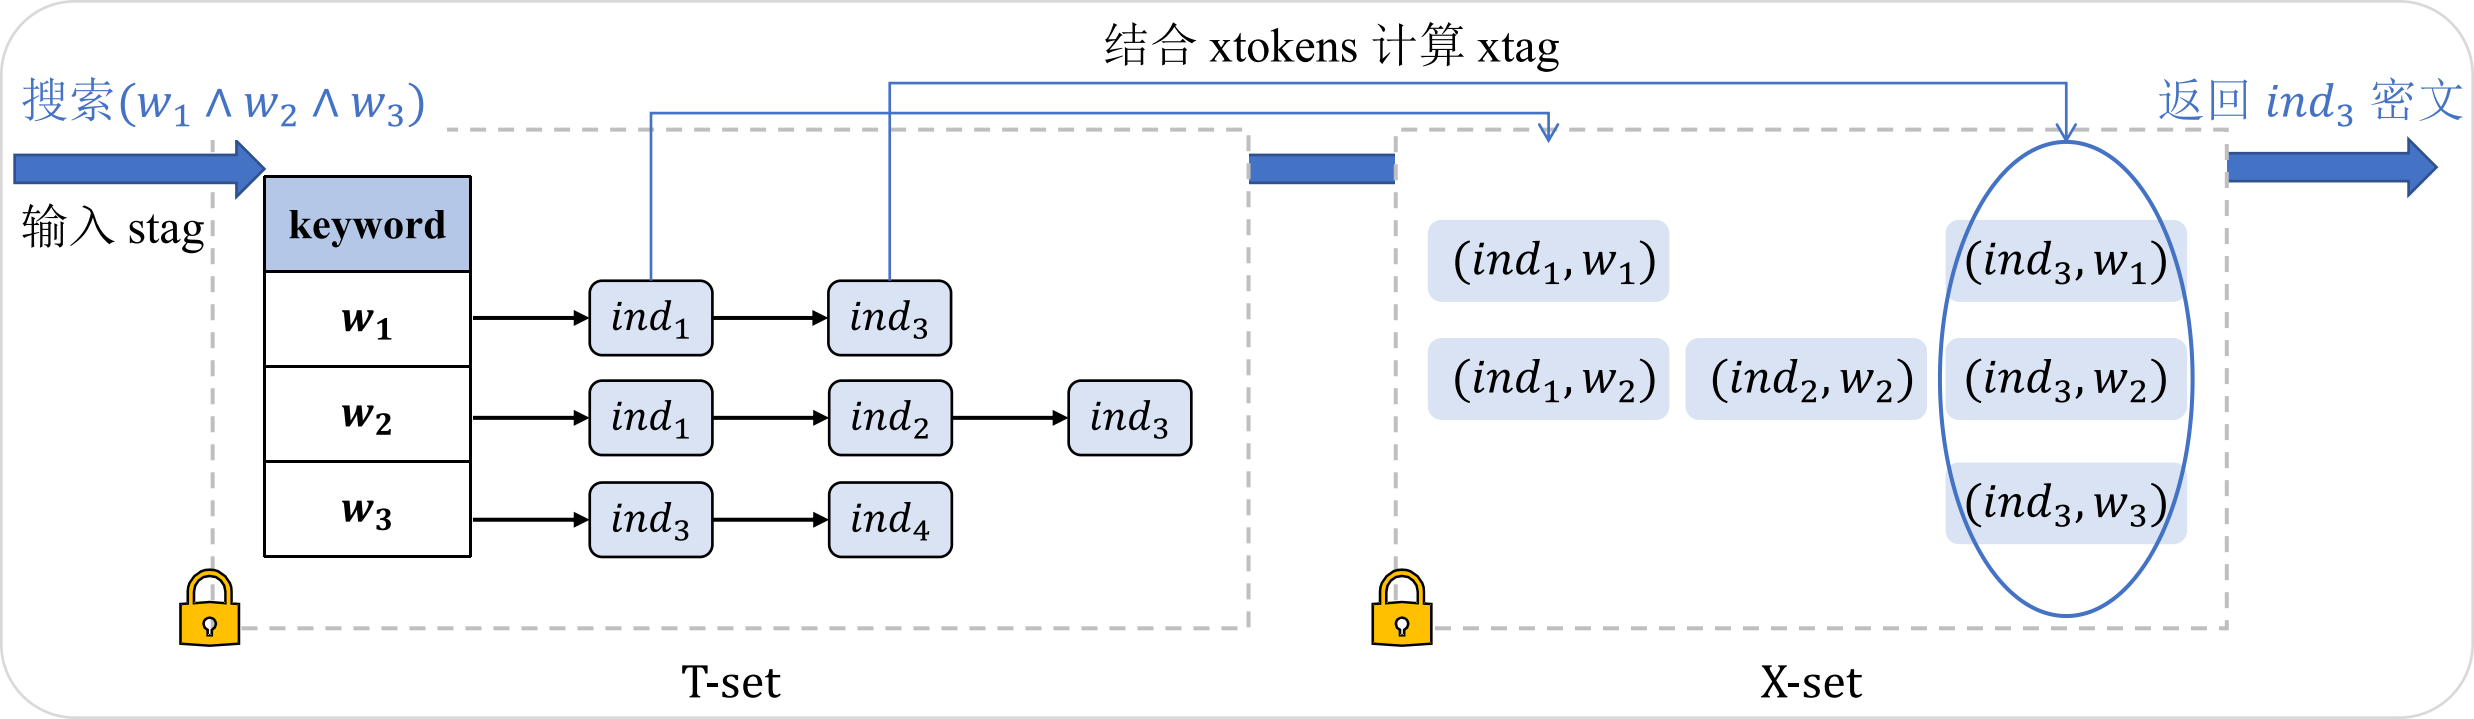 结合 xtokens 计算 xtag
搜索(w₁ ∧ w₂ ∧ w₃)
返回 ind₃ 密文
输入 stag
keyword
w₁
ind₁
ind₃
w₂
ind₁
ind₂
ind₃
w₃
ind₃
ind₄
(ind₁, w₁)
(ind₃, w₁)
(ind₁, w₂)
(ind₂, w₂)
(ind₃, w₂)
(ind₃, w₃)
T-set
X-set